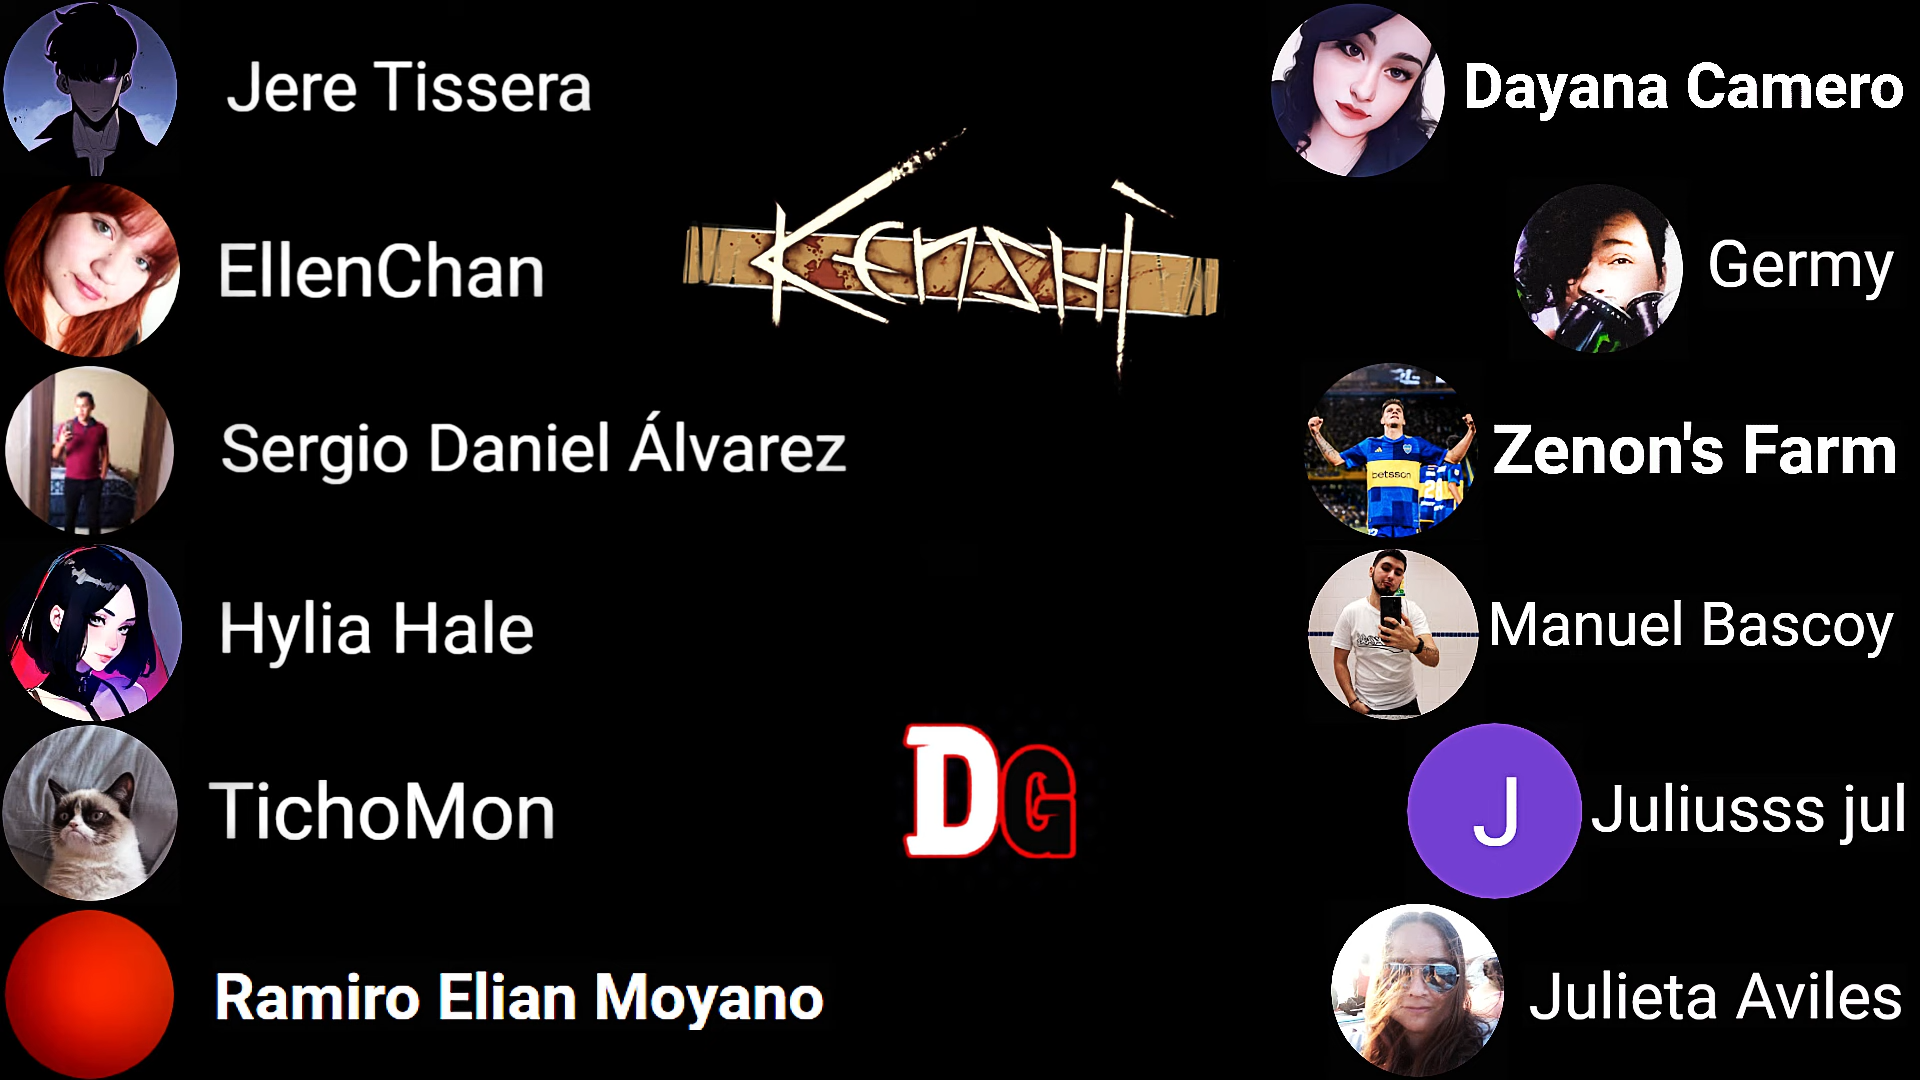 Jere Tissera
Dayana Camero
KENSHI
EllenChan
Germy
Sergio Daniel Álvarez
Zenon's Farm
betsson
Hylia Hale
Manuel Bascoy
TichoMon
DG
J
Juliusss jul
Ramiro Elian Moyano
Julieta Aviles